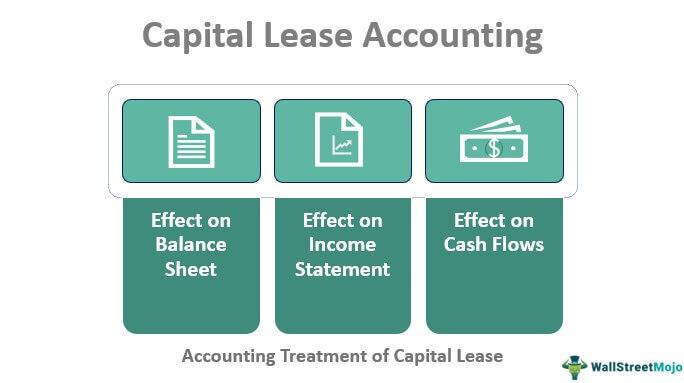 Capital Lease Accounting
$
Effect on
Balance
Sheet
Effect on
Income
Statement
Effect on
Cash Flows
Accounting Treatment of Capital Lease
WallStreetMojo